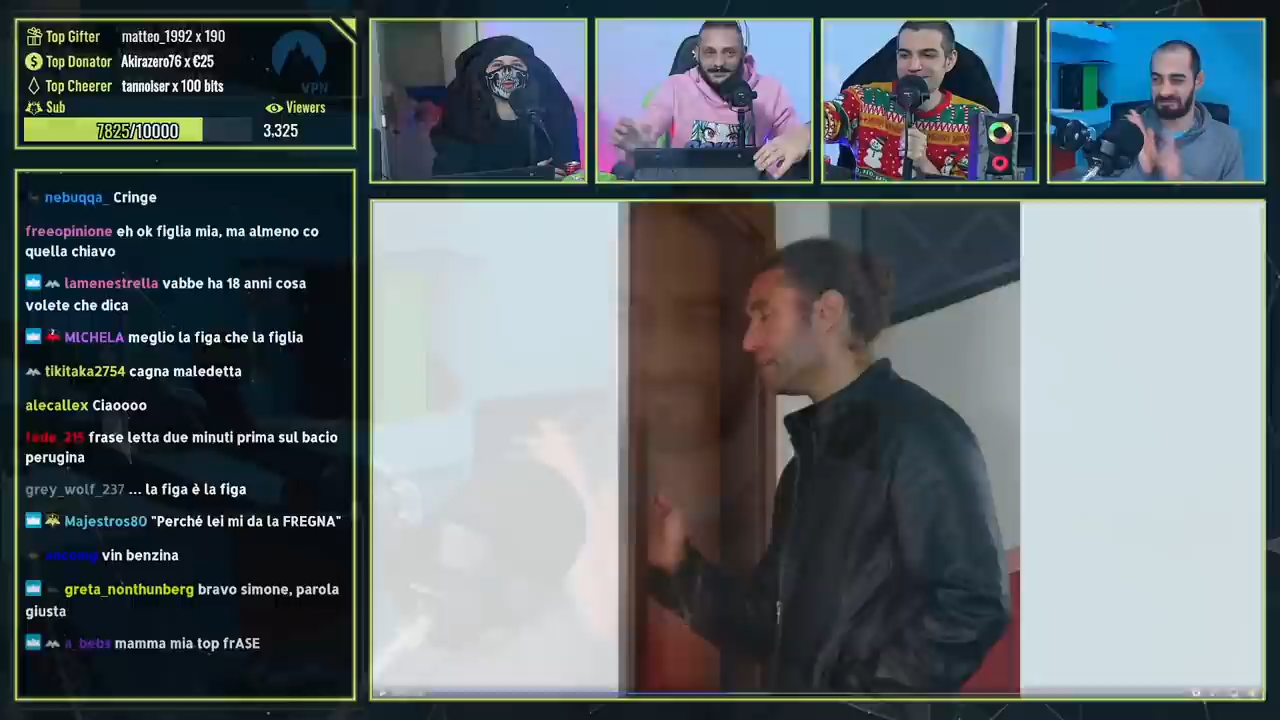 Top Gifter matteo_1992 x 190
Top Donator Akirazero76 x €25
Top Cheerer tannolser x 100 bits
VPN
Sub Viewers
7825/10000 3.325
nebuqqa_ Cringe
freeopinione eh ok figlia mia, ma almeno co
quella chiavo
lamenestrella vabbe ha 18 anni cosa
volete che dica
M1CHELA meglio la figa che la figlia
tikitaka2754 cagna maledetta
alecallex Ciaoooo
frase letta due minuti prima sul bacio
perugina
grey_wolf_237 ... la figa è la figa
Majestros80 "Perché lei mi da la FREGNA"
vin benzina
greta_nonthunberg bravo simone, parola
giusta
a_bebs mamma mia top frASE